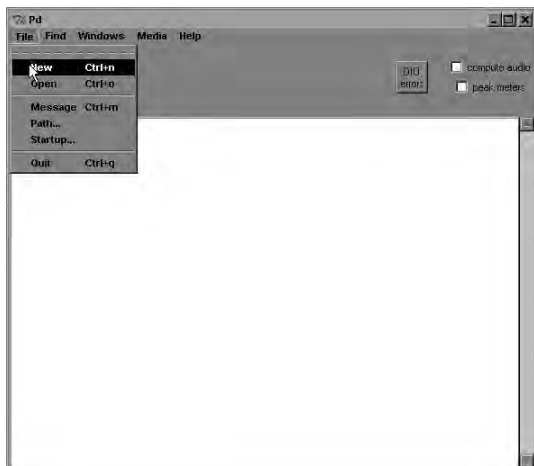 Pd
File Find Windows Media Help
New Ctrl+n
Open Ctrl+o
Message Ctrl+m
Path...
Startup...
Quit Ctrl+q
DIO
errors
compute audio
peak meters